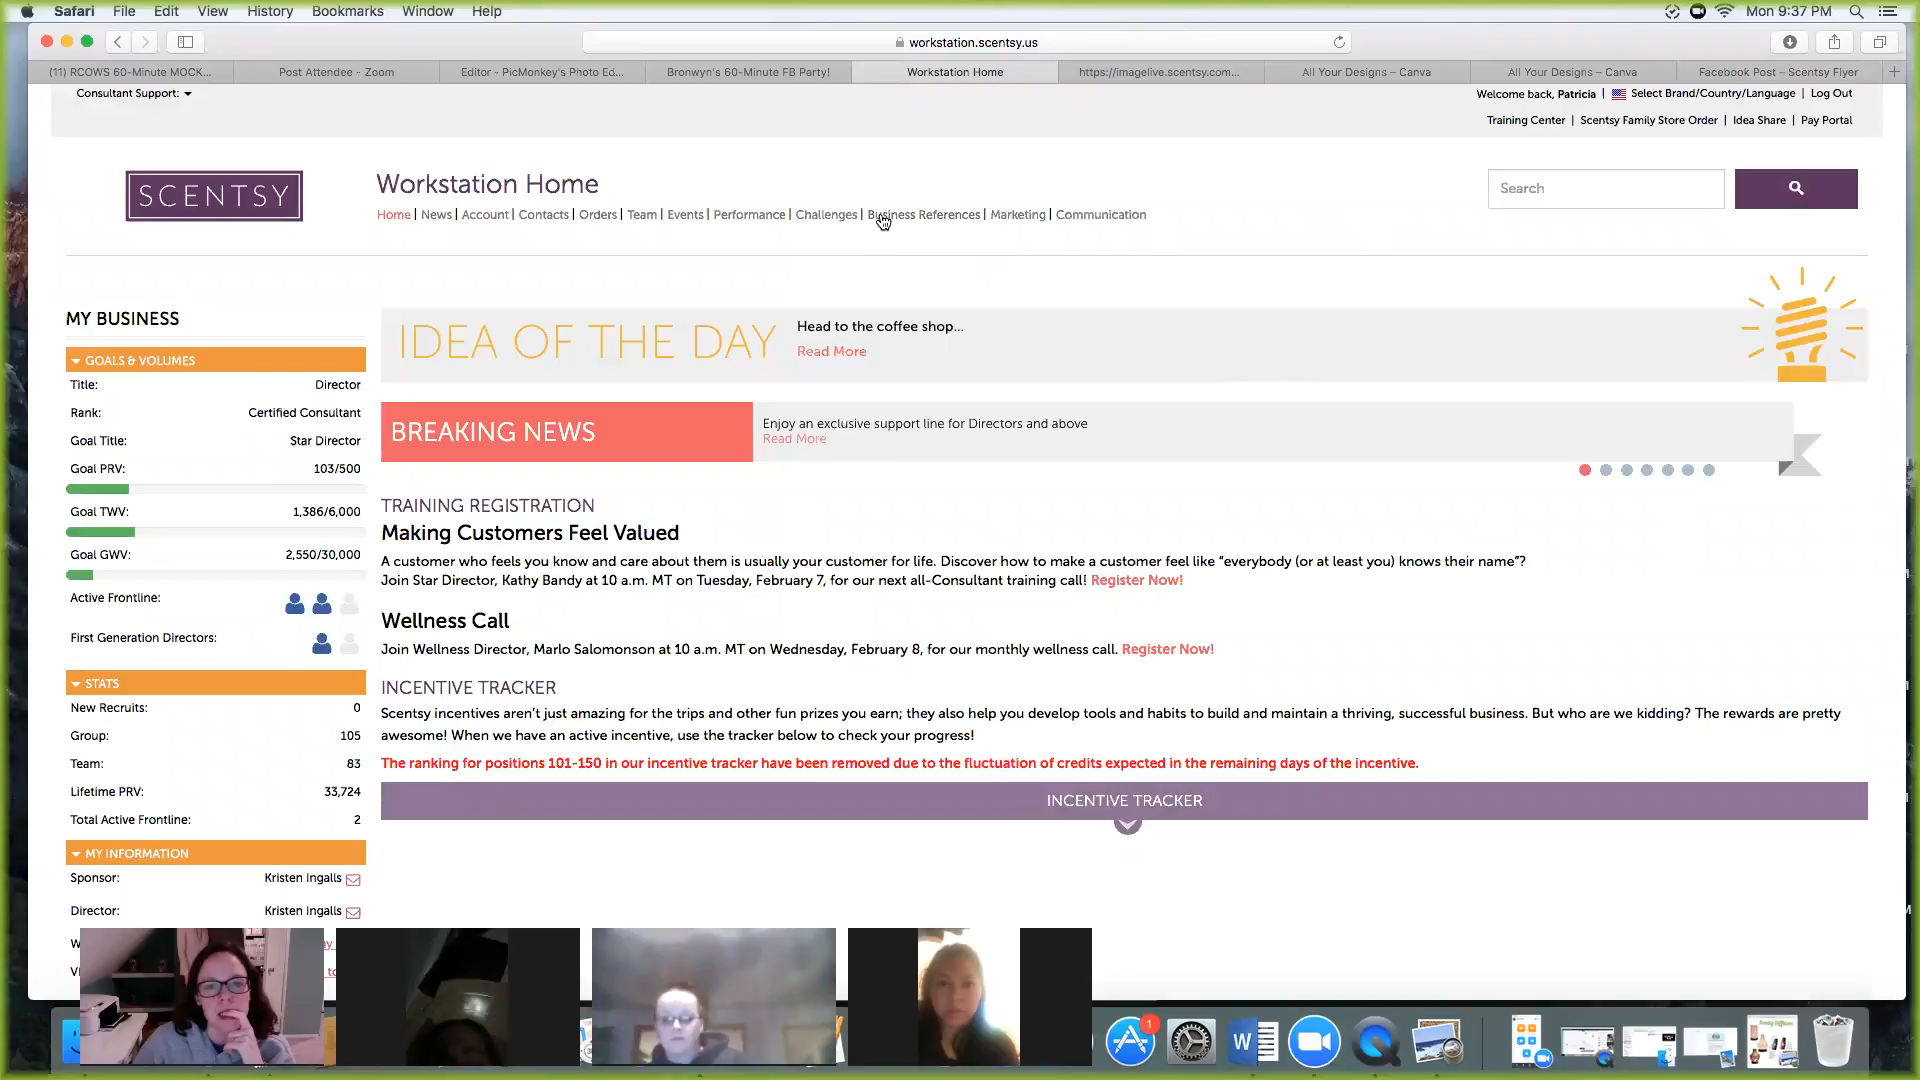 Safari File Edit View History Bookmarks Window Help
Mon 9:37 PM
workstation.scentsy.us
(11) RCOWS 60-Minute MOCK...
Post Attendee - Zoom
Editor - PicMonkey's Photo Ed...
Bronwyn's 60-Minute FB Party!
Workstation Home
https://imagelive.scentsy.com...
All Your Designs – Canva
All Your Designs – Canva
Facebook Post – Scentsy Flyer
Consultant Support:
Welcome back, Patricia | Select Brand/Country/Language | Log Out
Training Center | Scentsy Family Store Order | Idea Share | Pay Portal
SCENTSY
Workstation Home
Search
Home | News | Account | Contacts | Orders | Team | Events | Performance | Challenges | Business References | Marketing | Communication
MY BUSINESS
GOALS & VOLUMES
Title: Director
Rank: Certified Consultant
Goal Title: Star Director
Goal PRV: 103/500
Goal TWV: 1,386/6,000
Goal GWV: 2,550/30,000
Active Frontline:
First Generation Directors:
STATS
New Recruits: 0
Group: 105
Team: 83
Lifetime PRV: 33,724
Total Active Frontline: 2
MY INFORMATION
Sponsor: Kristen Ingalls
Director: Kristen Ingalls
IDEA OF THE DAY
Head to the coffee shop...
Read More
BREAKING NEWS
Enjoy an exclusive support line for Directors and above
Read More
TRAINING REGISTRATION
Making Customers Feel Valued
A customer who feels you know and care about them is usually your customer for life. Discover how to make a customer feel like “everybody (or at least you) knows their name”?
Join Star Director, Kathy Bandy at 10 a.m. MT on Tuesday, February 7, for our next all-Consultant training call! Register Now!
Wellness Call
Join Wellness Director, Marlo Salomonson at 10 a.m. MT on Wednesday, February 8, for our monthly wellness call. Register Now!
INCENTIVE TRACKER
Scentsy incentives aren't just amazing for the trips and other fun prizes you earn; they also help you develop tools and habits to build and maintain a thriving, successful business. But who are we kidding? The rewards are pretty
awesome! When we have an active incentive, use the tracker below to check your progress!
The ranking for positions 101-150 in our incentive tracker have been removed due to the fluctuation of credits expected in the remaining days of the incentive.
INCENTIVE TRACKER
1
W